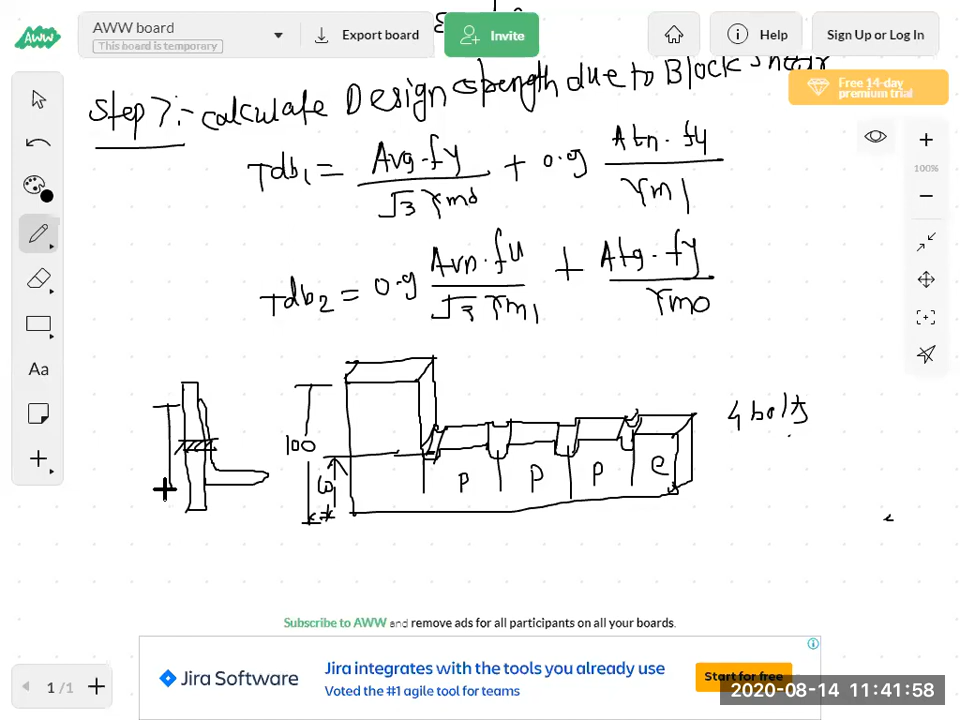 AWW board
This board is temporary
Export board
Invite
Help
Sign Up or Log In
Free 14-day
premium trial
Step 7:- calculate Design strength due to Block Shear
Tdb1 = Avg.fy / √3 γm0 + 0.9 Atn.fy / γm1
Tdb2 = 0.9 Avn.fu / √3 γm1 + Atg.fy / γm0
100%
Aa
100
60
P P P e
4 bolts
Subscribe to AWW and remove ads for all participants on all your boards.
1 / 1
Jira Software
Jira integrates with the tools you already use
Voted the #1 agile tool for teams
Start for free
2020-08-14 11:41:58